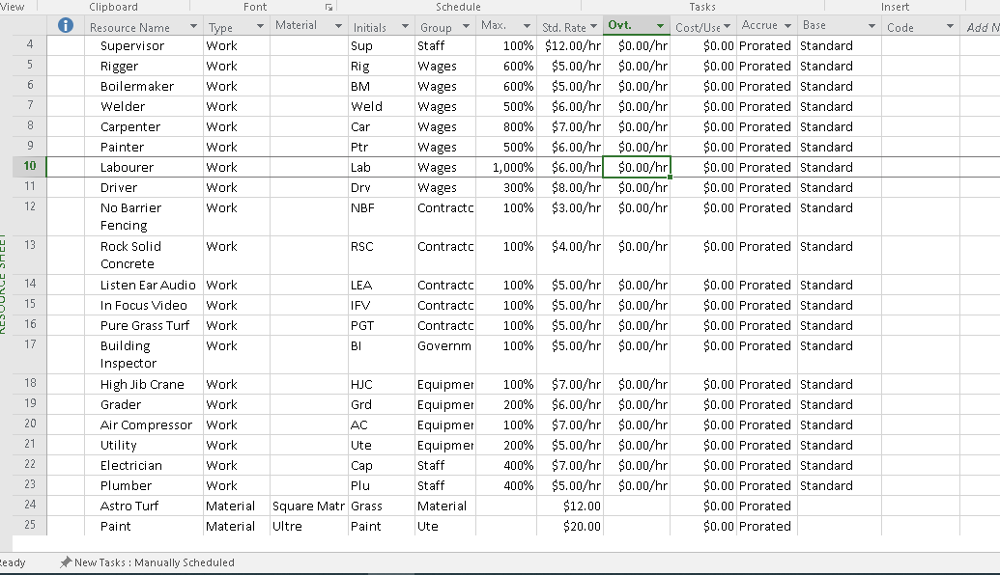 View Clipboard Font Schedule Tasks Insert
Resource Name Type Material Initials Group Max. Std. Rate Ovt. Cost/Use Accrue Base Code Add N
4 Supervisor Work Sup Staff 100% $12.00/hr $0.00/hr $0.00 Prorated Standard
5 Rigger Work Rig Wages 600% $5.00/hr $0.00/hr $0.00 Prorated Standard
6 Boilermaker Work BM Wages 600% $5.00/hr $0.00/hr $0.00 Prorated Standard
7 Welder Work Weld Wages 500% $6.00/hr $0.00/hr $0.00 Prorated Standard
8 Carpenter Work Car Wages 800% $7.00/hr $0.00/hr $0.00 Prorated Standard
9 Painter Work Ptr Wages 500% $6.00/hr $0.00/hr $0.00 Prorated Standard
10 Labourer Work Lab Wages 1,000% $6.00/hr $0.00/hr $0.00 Prorated Standard
11 Driver Work Drv Wages 300% $8.00/hr $0.00/hr $0.00 Prorated Standard
12 No Barrier Work NBF Contractc 100% $3.00/hr $0.00/hr $0.00 Prorated Standard
Fencing
13 Rock Solid Work RSC Contractc 100% $4.00/hr $0.00/hr $0.00 Prorated Standard
Concrete
14 Listen Ear Audio Work LEA Contractc 100% $5.00/hr $0.00/hr $0.00 Prorated Standard
15 In Focus Video Work IFV Contractc 100% $5.00/hr $0.00/hr $0.00 Prorated Standard
16 Pure Grass Turf Work PGT Contractc 100% $5.00/hr $0.00/hr $0.00 Prorated Standard
17 Building Work BI Governm 100% $5.00/hr $0.00/hr $0.00 Prorated Standard
Inspector
18 High Jib Crane Work HJC Equipmer 100% $7.00/hr $0.00/hr $0.00 Prorated Standard
19 Grader Work Grd Equipmer 200% $6.00/hr $0.00/hr $0.00 Prorated Standard
20 Air Compressor Work AC Equipmer 100% $7.00/hr $0.00/hr $0.00 Prorated Standard
21 Utility Work Ute Equipmer 200% $5.00/hr $0.00/hr $0.00 Prorated Standard
22 Electrician Work Cap Staff 400% $7.00/hr $0.00/hr $0.00 Prorated Standard
23 Plumber Work Plu Staff 400% $5.00/hr $0.00/hr $0.00 Prorated Standard
24 Astro Turf Material Square Matr Grass Material $12.00 $0.00 Prorated
25 Paint Material Ultre Paint Ute $20.00 $0.00 Prorated
RESOURCE SHEET
Ready New Tasks : Manually Scheduled